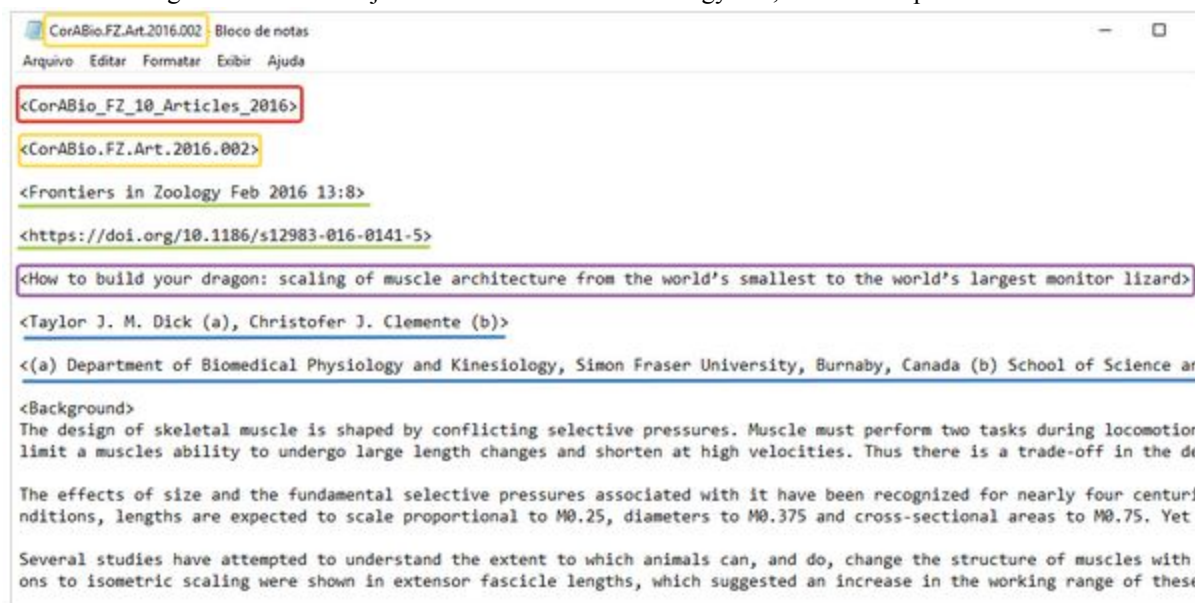 CorABio.FZ.Art.2016.002 - Bloco de notas
Arquivo Editar Formatar Exibir Ajuda
<CorABio_FZ_10_Articles_2016>
<CorABio.FZ.Art.2016.002>
<Frontiers in Zoology Feb 2016 13:8>
<https://doi.org/10.1186/s12983-016-0141-5>
<How to build your dragon: scaling of muscle architecture from the world's smallest to the world's largest monitor lizard>
<Taylor J. M. Dick (a), Christofer J. Clemente (b)>
<(a) Department of Biomedical Physiology and Kinesiology, Simon Fraser University, Burnaby, Canada (b) School of Science
<Background>
The design of skeletal muscle is shaped by conflicting selective pressures. Muscle must perform two tasks during locomotion
limit a muscles ability to undergo large length changes and shorten at high velocities. Thus there is a trade-off in the
The effects of size and the fundamental selective pressures associated with it have been recognized for nearly four centuri
nditions, lengths are expected to scale proportional to M0.25, diameters to M0.375 and cross-sectional areas to M0.75. Yet
Several studies have attempted to understand the extent to which animals can, and do, change the structure of muscles with
ons to isometric scaling were shown in extensor fascicle lengths, which suggested an increase in the working range of these